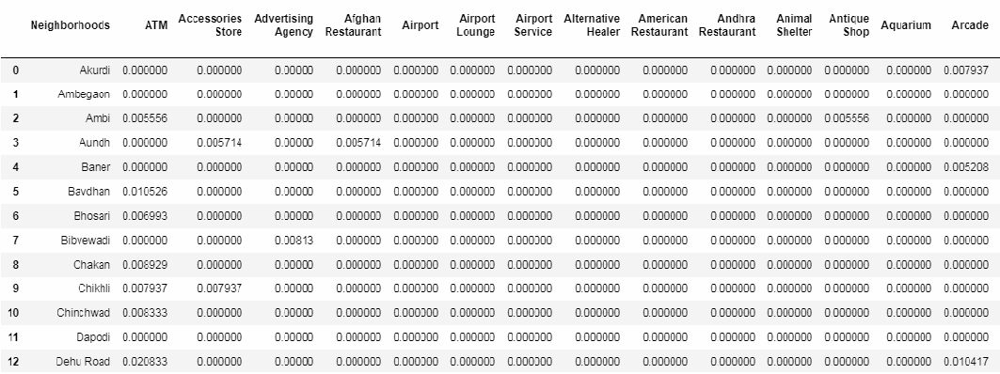 Neighborhoods ATM Accessories Store Advertising Agency Afghan Restaurant Airport Airport Lounge Airport Service Alternative Healer American Restaurant Andhra Restaurant Animal Shelter Antique Shop Aquarium Arcade
0 Akurdi 0.000000 0.000000 0.00000 0.000000 0.000000 0.000000 0.000000 0.000000 0.000000 0.000000 0.000000 0.000000 0.000000 0.007937
1 Ambegaon 0.000000 0.000000 0.00000 0.000000 0.000000 0.000000 0.000000 0.000000 0.000000 0.000000 0.000000 0.000000 0.000000 0.000000
2 Ambi 0.005556 0.000000 0.00000 0.000000 0.000000 0.000000 0.000000 0.000000 0.000000 0.000000 0.000000 0.005556 0.000000 0.000000
3 Aundh 0.000000 0.005714 0.00000 0.005714 0.000000 0.000000 0.000000 0.000000 0.000000 0.000000 0.000000 0.000000 0.000000 0.000000
4 Baner 0.000000 0.000000 0.00000 0.000000 0.000000 0.000000 0.000000 0.000000 0.000000 0.000000 0.000000 0.000000 0.000000 0.005208
5 Bavdhan 0.010526 0.000000 0.00000 0.000000 0.000000 0.000000 0.000000 0.000000 0.000000 0.000000 0.000000 0.000000 0.000000 0.000000
6 Bhosari 0.006993 0.000000 0.00000 0.000000 0.000000 0.000000 0.000000 0.000000 0.000000 0.000000 0.000000 0.000000 0.000000 0.000000
7 Bibvewadi 0.000000 0.000000 0.00813 0.000000 0.000000 0.000000 0.000000 0.000000 0.000000 0.000000 0.000000 0.000000 0.000000 0.000000
8 Chakan 0.008929 0.000000 0.00000 0.000000 0.000000 0.000000 0.000000 0.000000 0.000000 0.000000 0.000000 0.000000 0.000000 0.000000
9 Chikhli 0.007937 0.007937 0.00000 0.000000 0.000000 0.000000 0.000000 0.000000 0.000000 0.000000 0.000000 0.000000 0.000000 0.000000
10 Chinchwad 0.008333 0.000000 0.00000 0.000000 0.000000 0.000000 0.000000 0.000000 0.000000 0.000000 0.000000 0.000000 0.000000 0.000000
11 Dapodi 0.000000 0.000000 0.00000 0.000000 0.000000 0.000000 0.000000 0.000000 0.000000 0.000000 0.000000 0.000000 0.000000 0.000000
12 Dehu Road 0.020833 0.000000 0.00000 0.000000 0.000000 0.000000 0.000000 0.000000 0.000000 0.000000 0.000000 0.000000 0.000000 0.010417